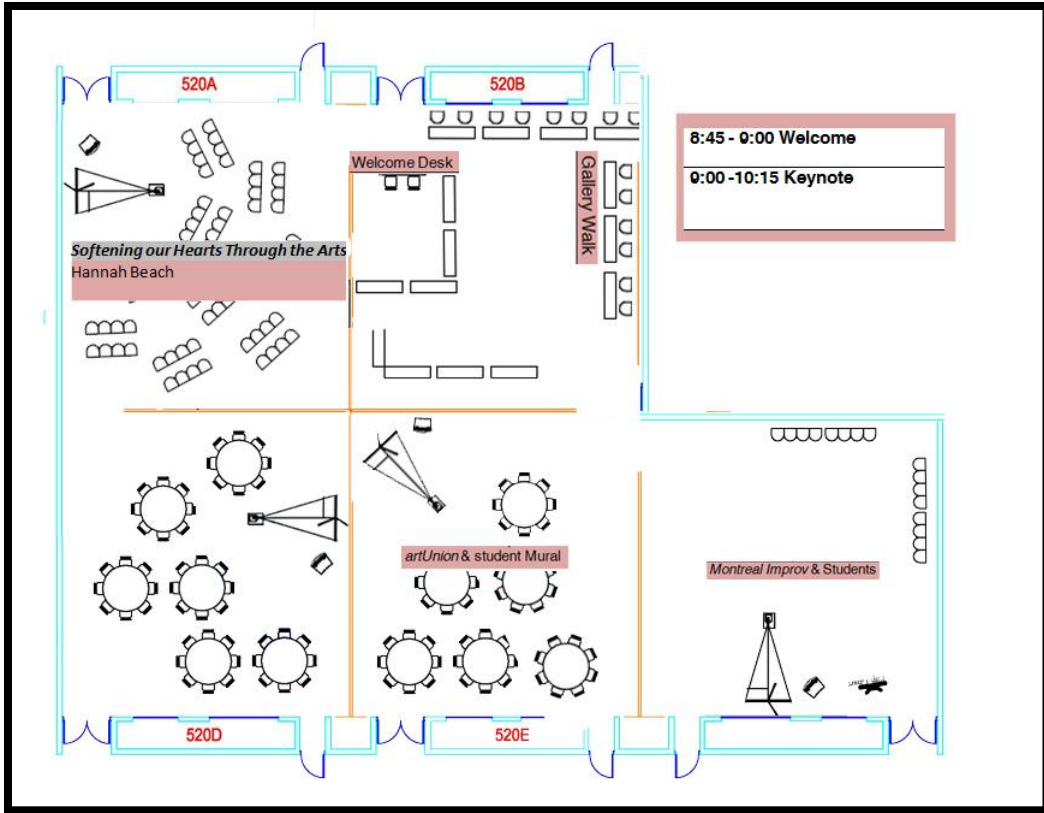 520A
520B
8:45 - 9:00 Welcome
9:00 -10:15 Keynote
Welcome Desk
Gallery Walk
Softening our Hearts Through the Arts
Hannah Beach
artUnion & student Mural
Montreal Improv & Students
520D
520E